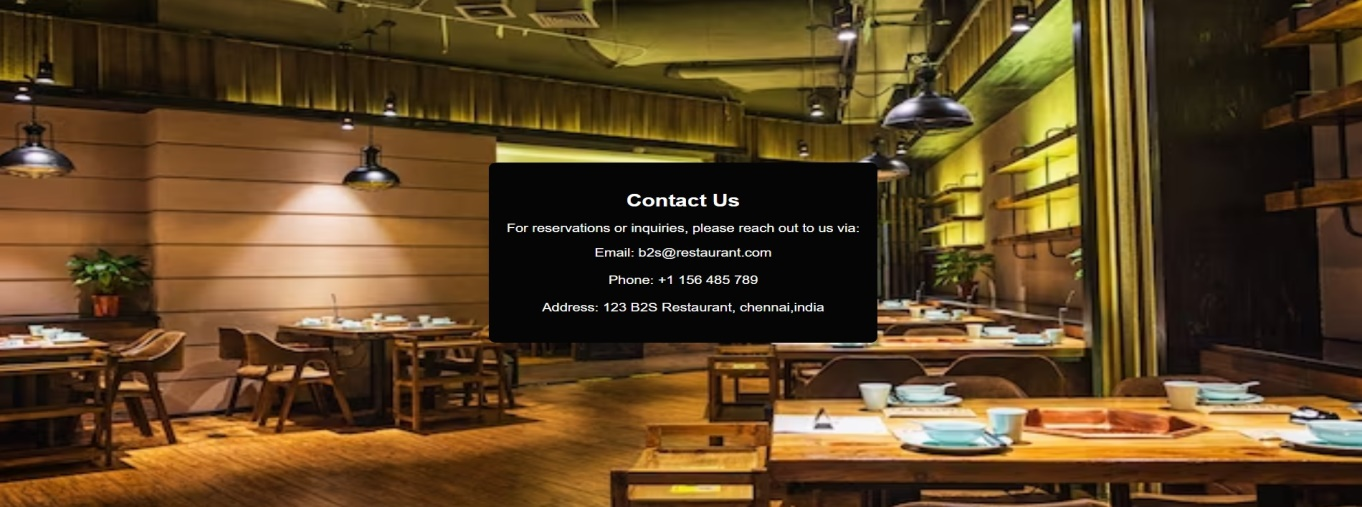 Contact Us
For reservations or inquiries, please reach out to us via:
Email: b2s@restaurant.com
Phone: +1 156 485 789
Address: 123 B2S Restaurant, chennai,india